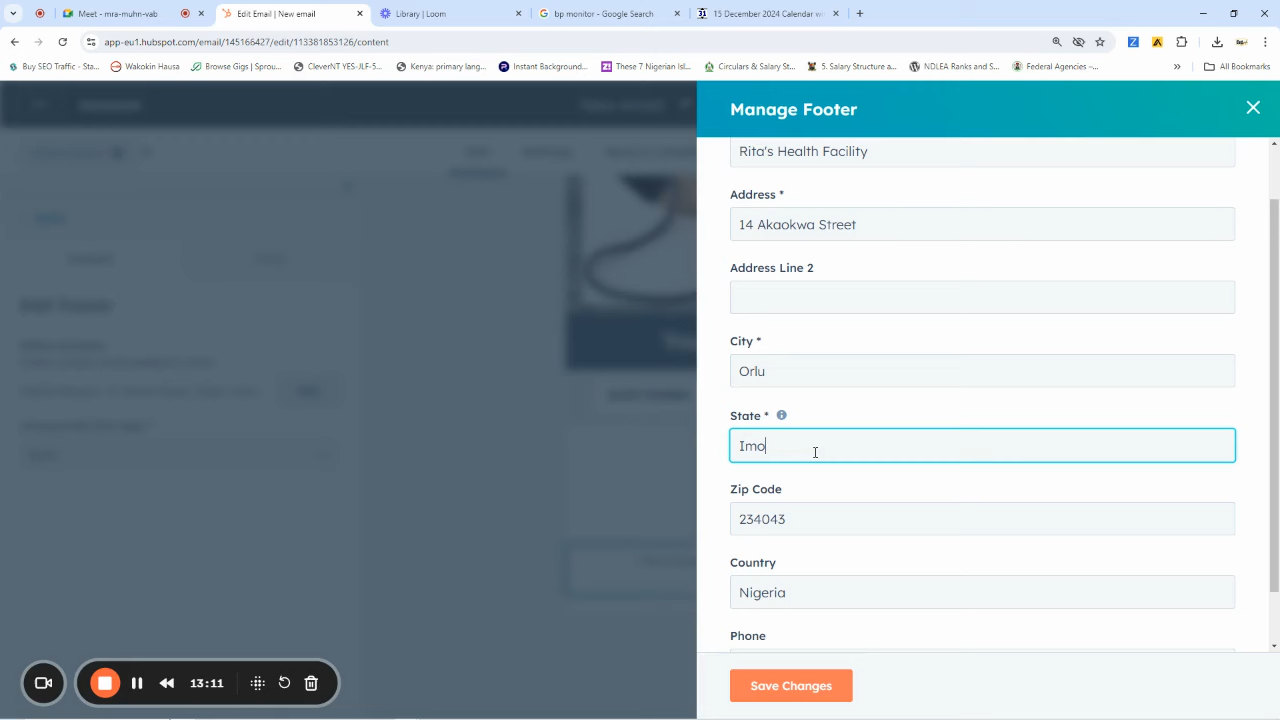 Meet – mra-muhn-vab
Edit Email | New email
Library | Loom
bp monitor - Google Search
31
15 December 2024 Calendar w
app-eu1.hubspot.com/email/145166427/edit/113381853126/content
Buy SEO Traffic - Sta...
Wakokin Hausa
Browse Gigs | Sprou...
CleverNT YES-JLF-5...
Kenya: primary lang...
Instant Background...
These 7 Nigerian Isl...
Circulars & Salary St...
5. Salary Structure a...
NDLEA Ranks and S...
Federal Agencies –...
»
All Bookmarks
Manage Footer
Rita's Health Facility
Address *
14 Akaokwa Street
Address Line 2
City *
Orlu
State *
Imo
Zip Code
234043
Country
Nigeria
Phone
Save Changes
13:11